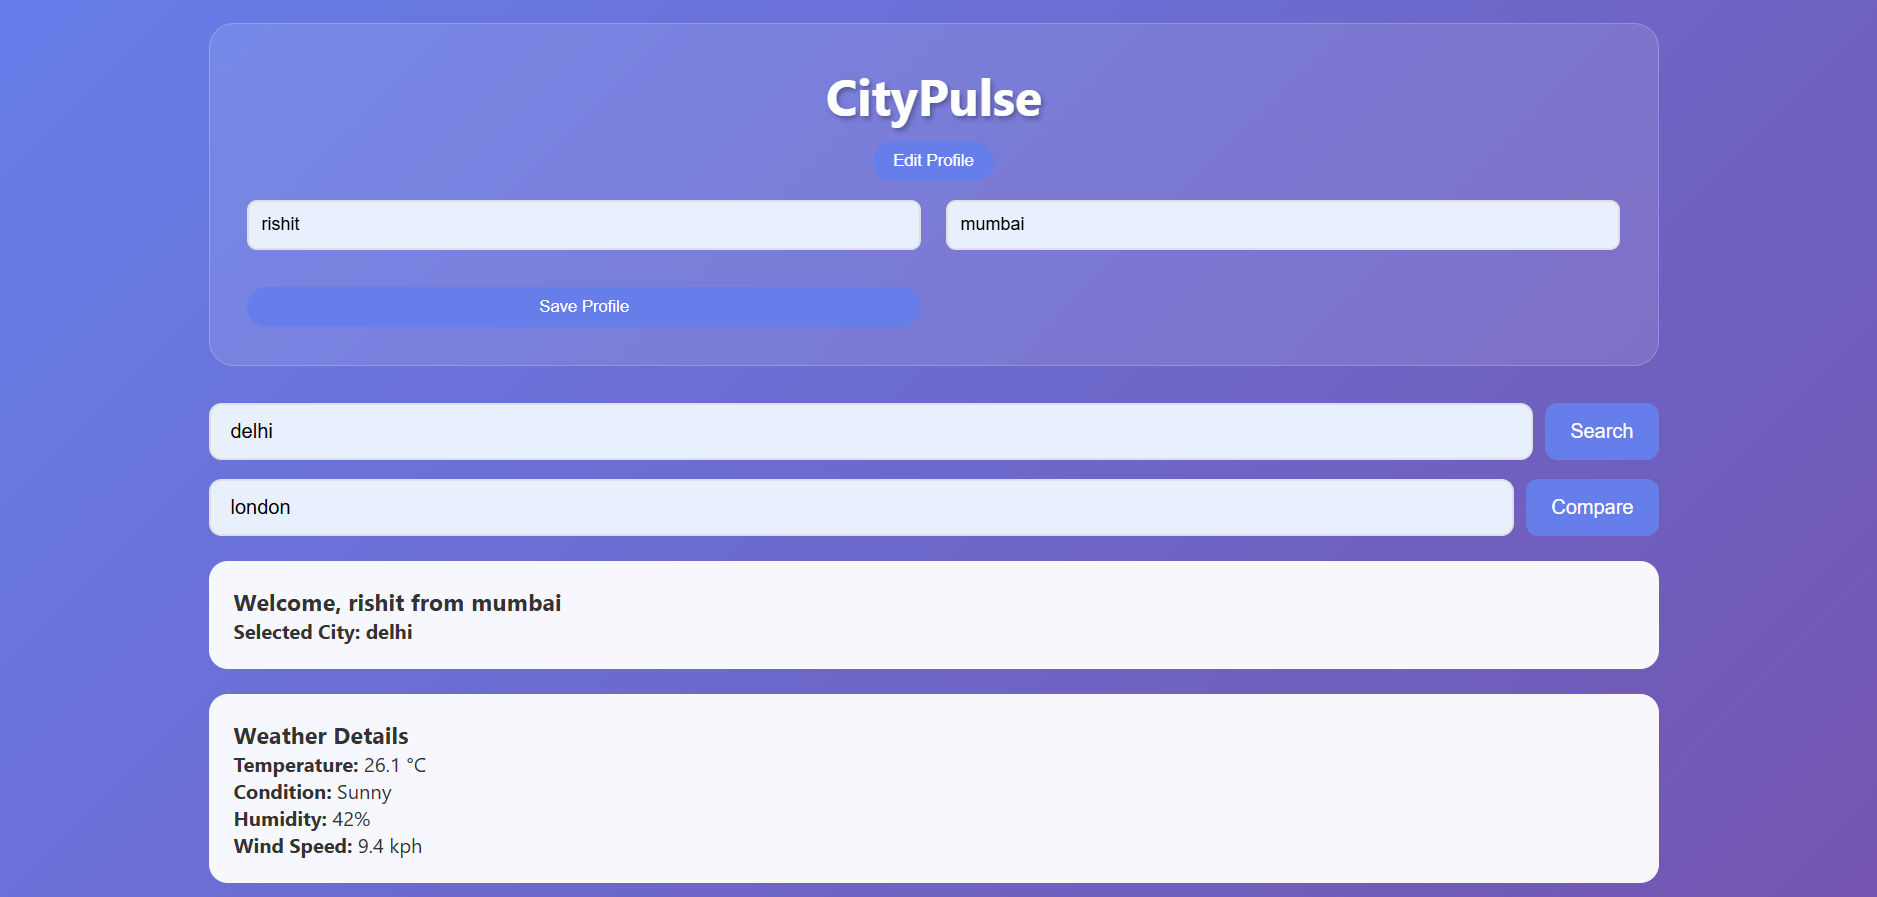 CityPulse
Edit Profile
rishit
mumbai
Save Profile
delhi
Search
london
Compare
Welcome, rishit from mumbai
Selected City: delhi
Weather Details
Temperature: 26.1 °C
Condition: Sunny
Humidity: 42%
Wind Speed: 9.4 kph